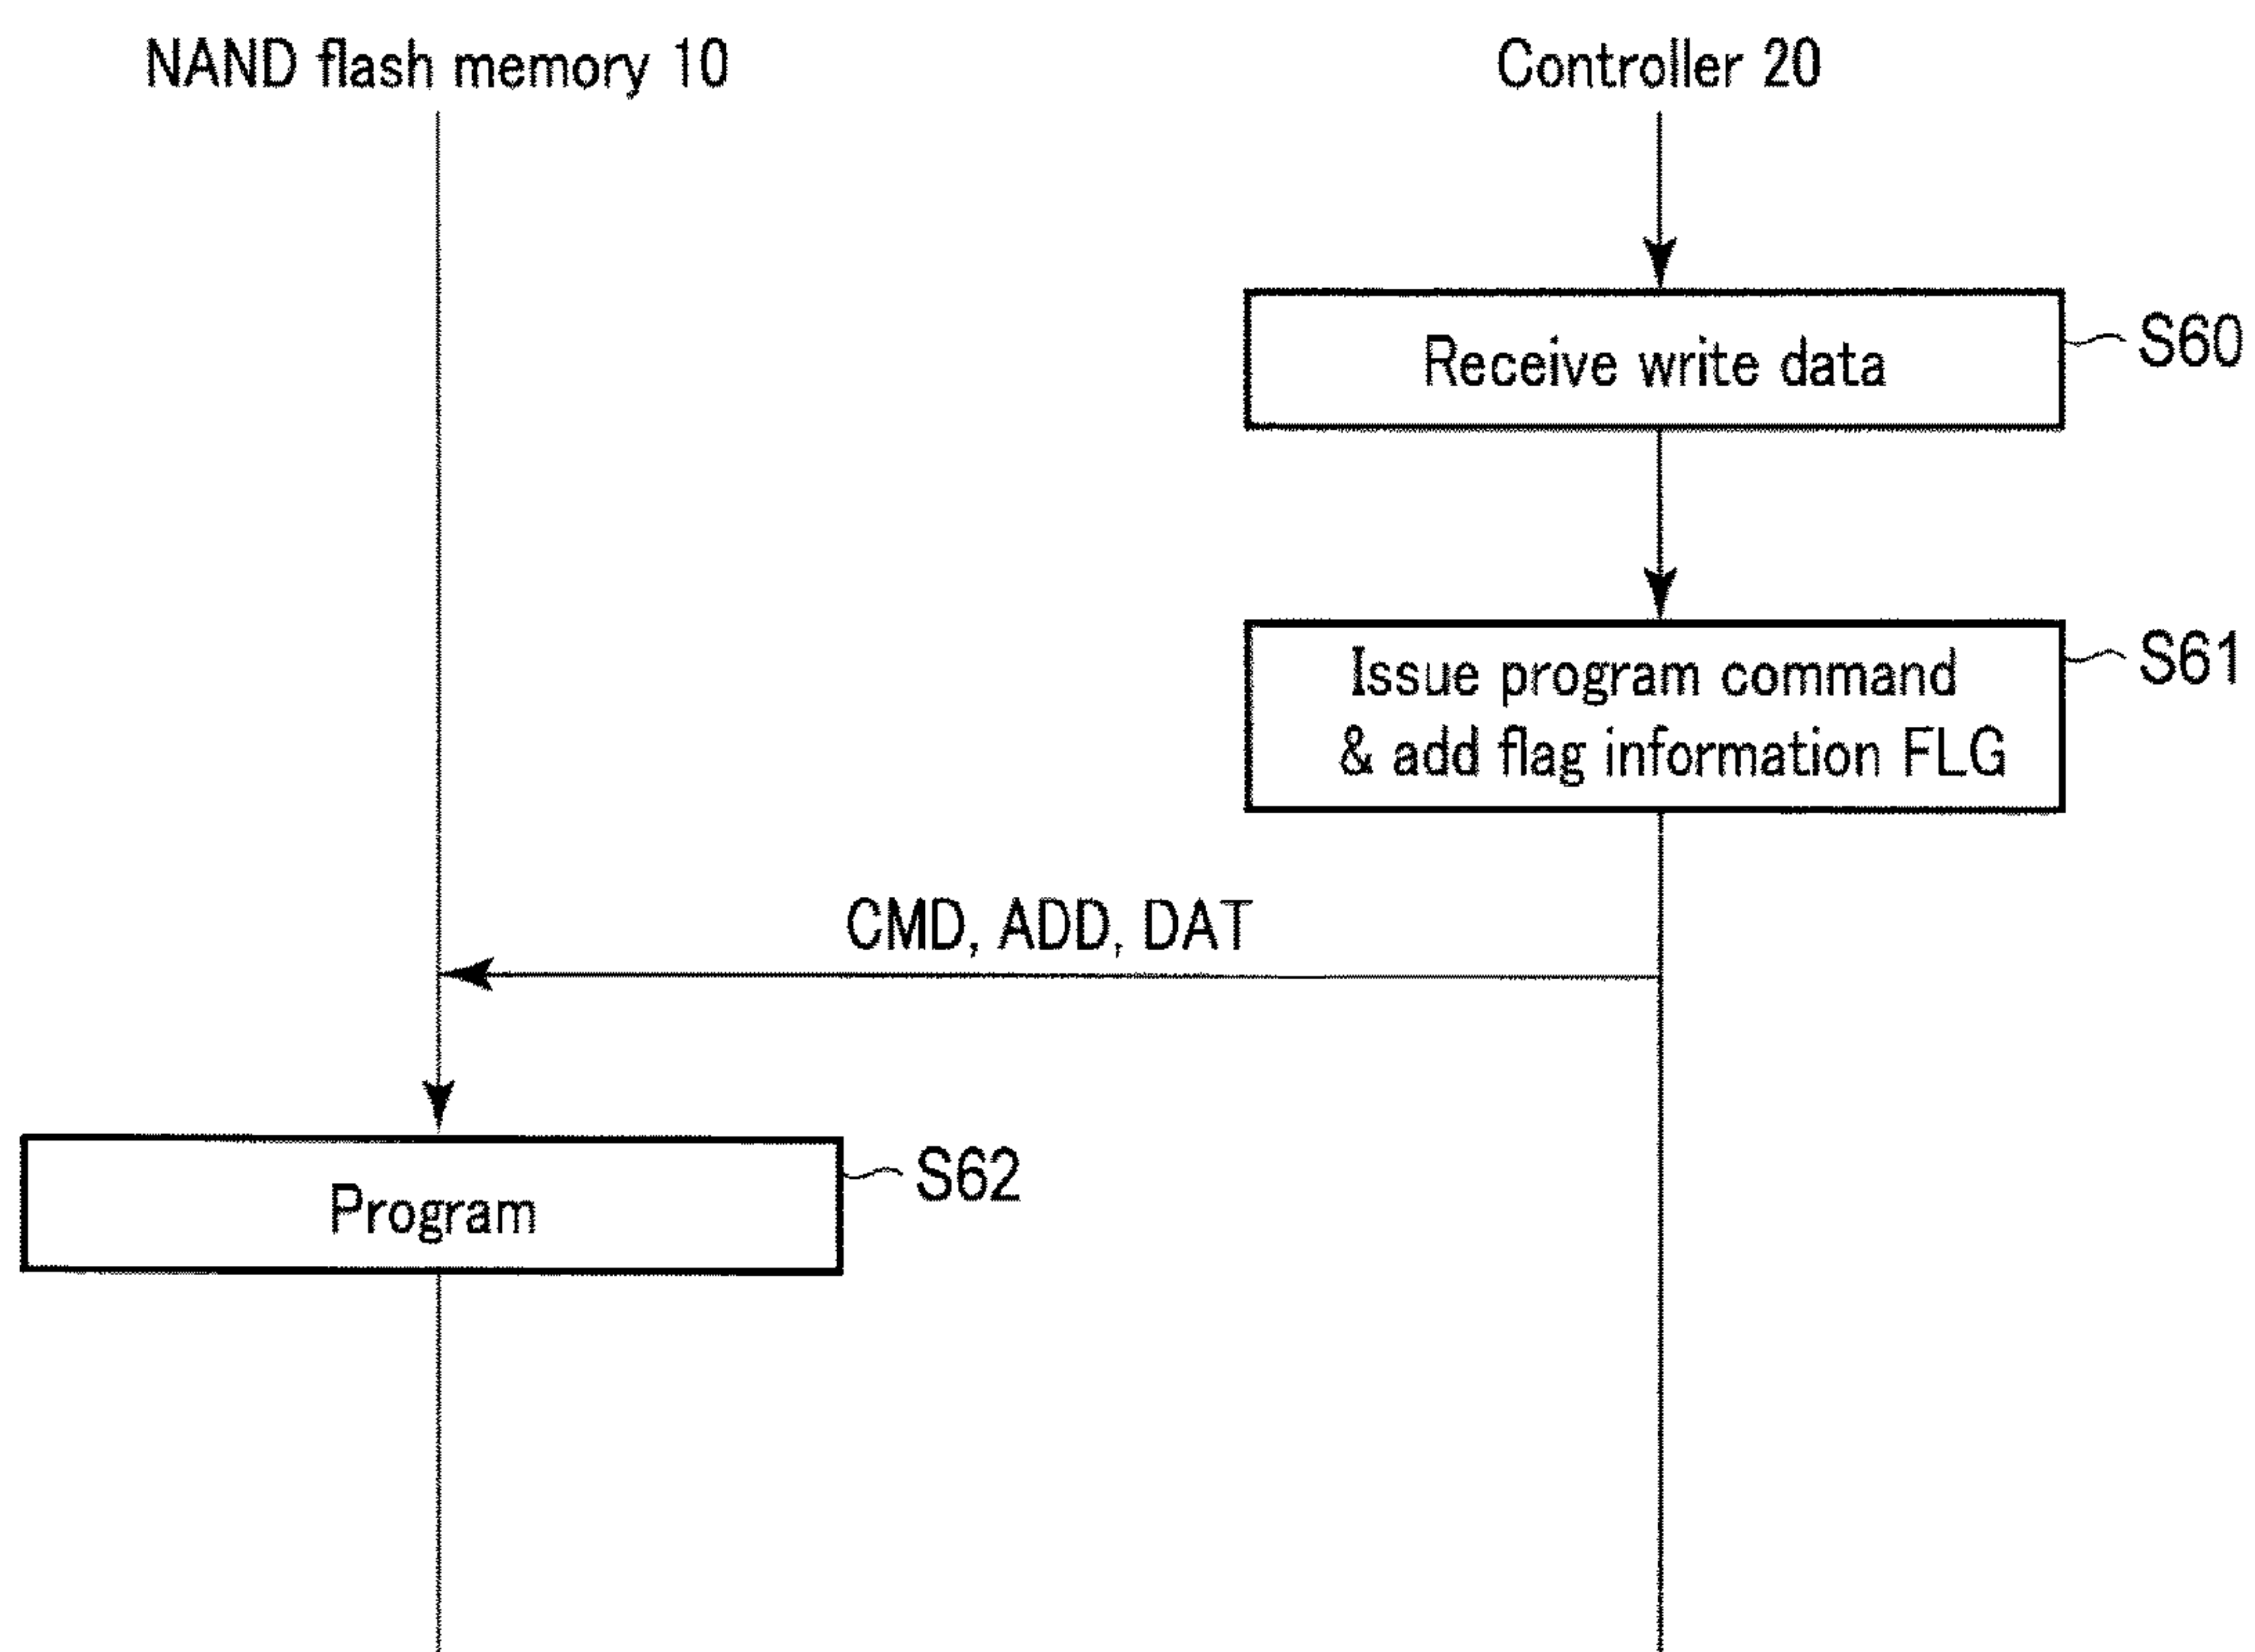 NAND flash memory 10
Controller 20
Receive write data
S60
Issue program command
& add flag information FLG
S61
CMD, ADD, DAT
Program
S62